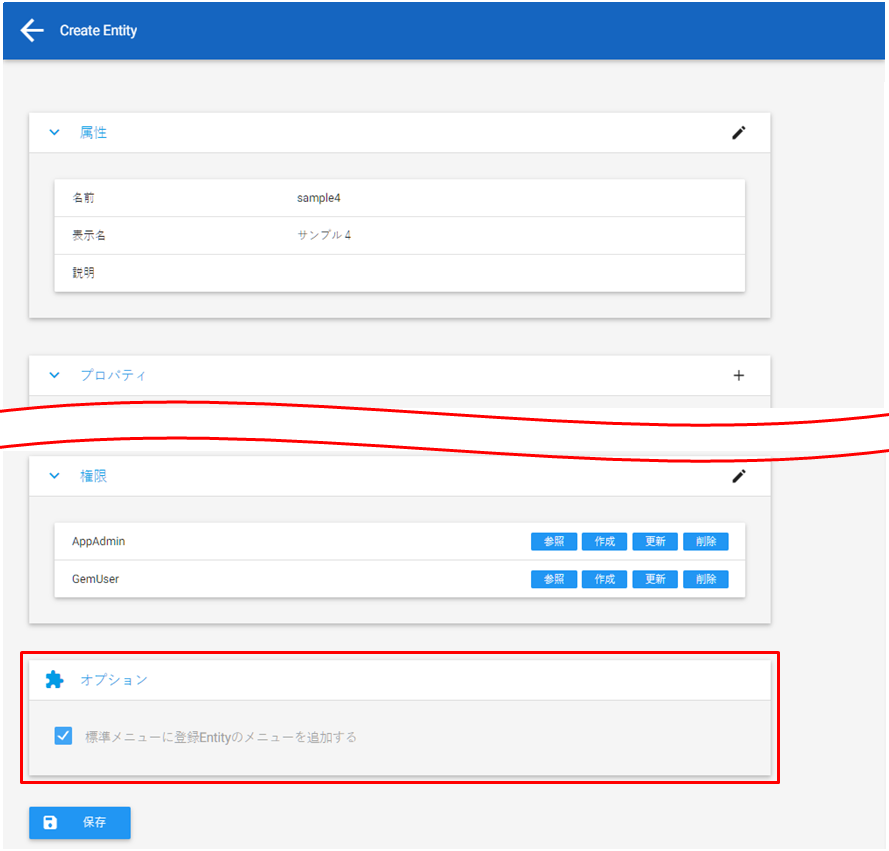 Create Entity
属性
名前 sample4
表示名 サンプル４
説明
プロパティ
権限
AppAdmin 参照 作成 更新 削除
GemUser 参照 作成 更新 削除
オプション
標準メニューに登録Entityのメニューを追加する
保存